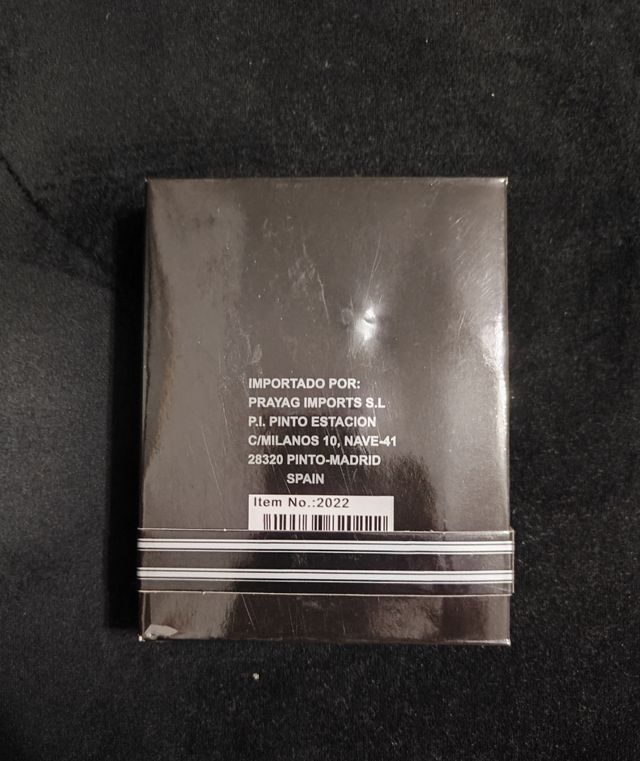 IMPORTADO POR:
PRAYAG IMPORTS S.L
P.I. PINTO ESTACION
C/MILANOS 10, NAVE-41
28320 PINTO-MADRID
SPAIN
Item No.:2022